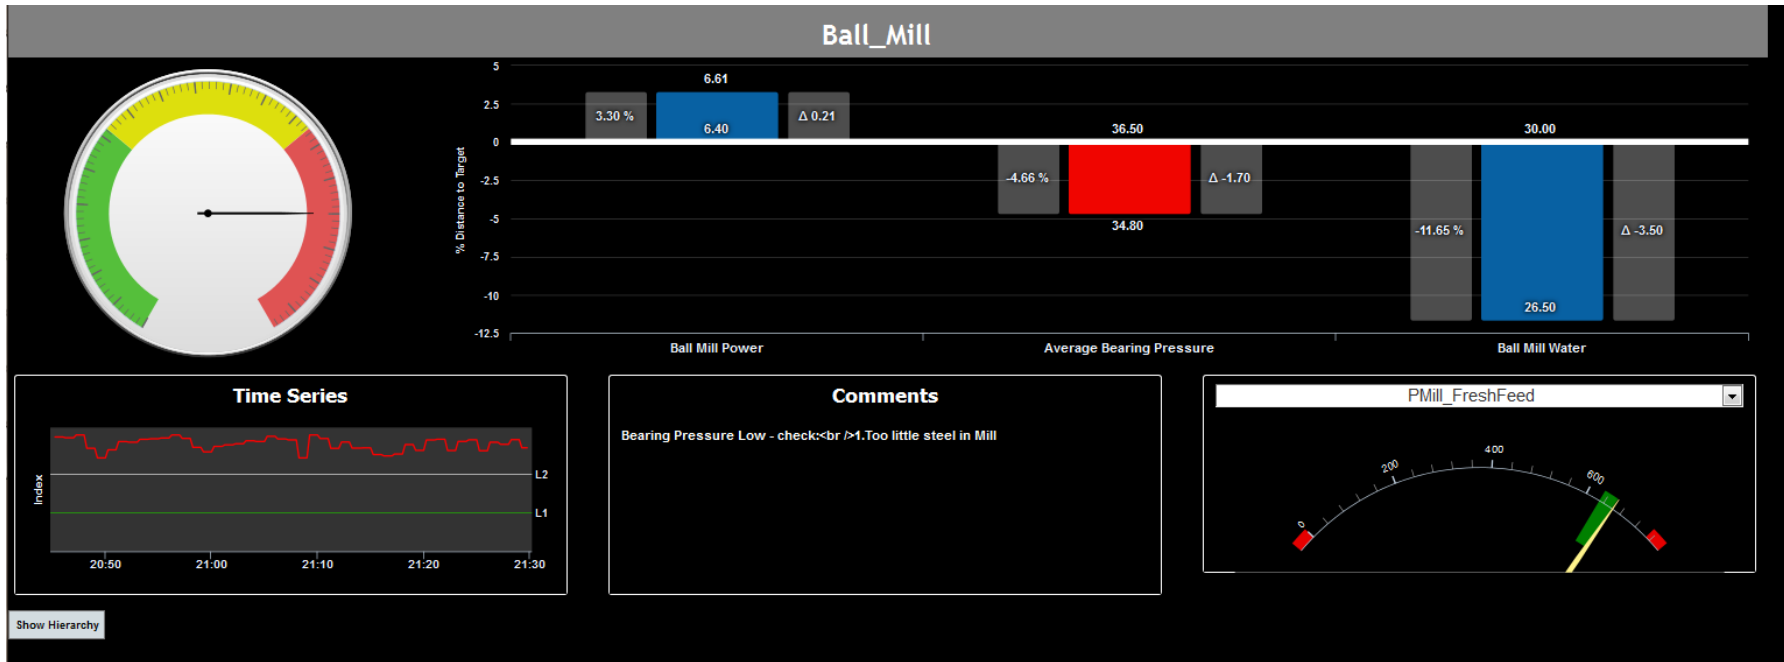 Ball_Mill
% Distance to Target
5
2.5
0
-2.5
-5
-7.5
-10
-12.5
6.61
3.30 %
6.40
Δ 0.21
36.50
-4.66 %
Δ -1.70
34.80
30.00
-11.65 %
Δ -3.50
26.50
Ball Mill Power
Average Bearing Pressure
Ball Mill Water
Time Series
Index
L2
L1
20:50 21:00 21:10 21:20 21:30
Comments
Bearing Pressure Low - check:<br />1.Too little steel in Mill
PMill_FreshFeed
0 200 400 600
Show Hierarchy